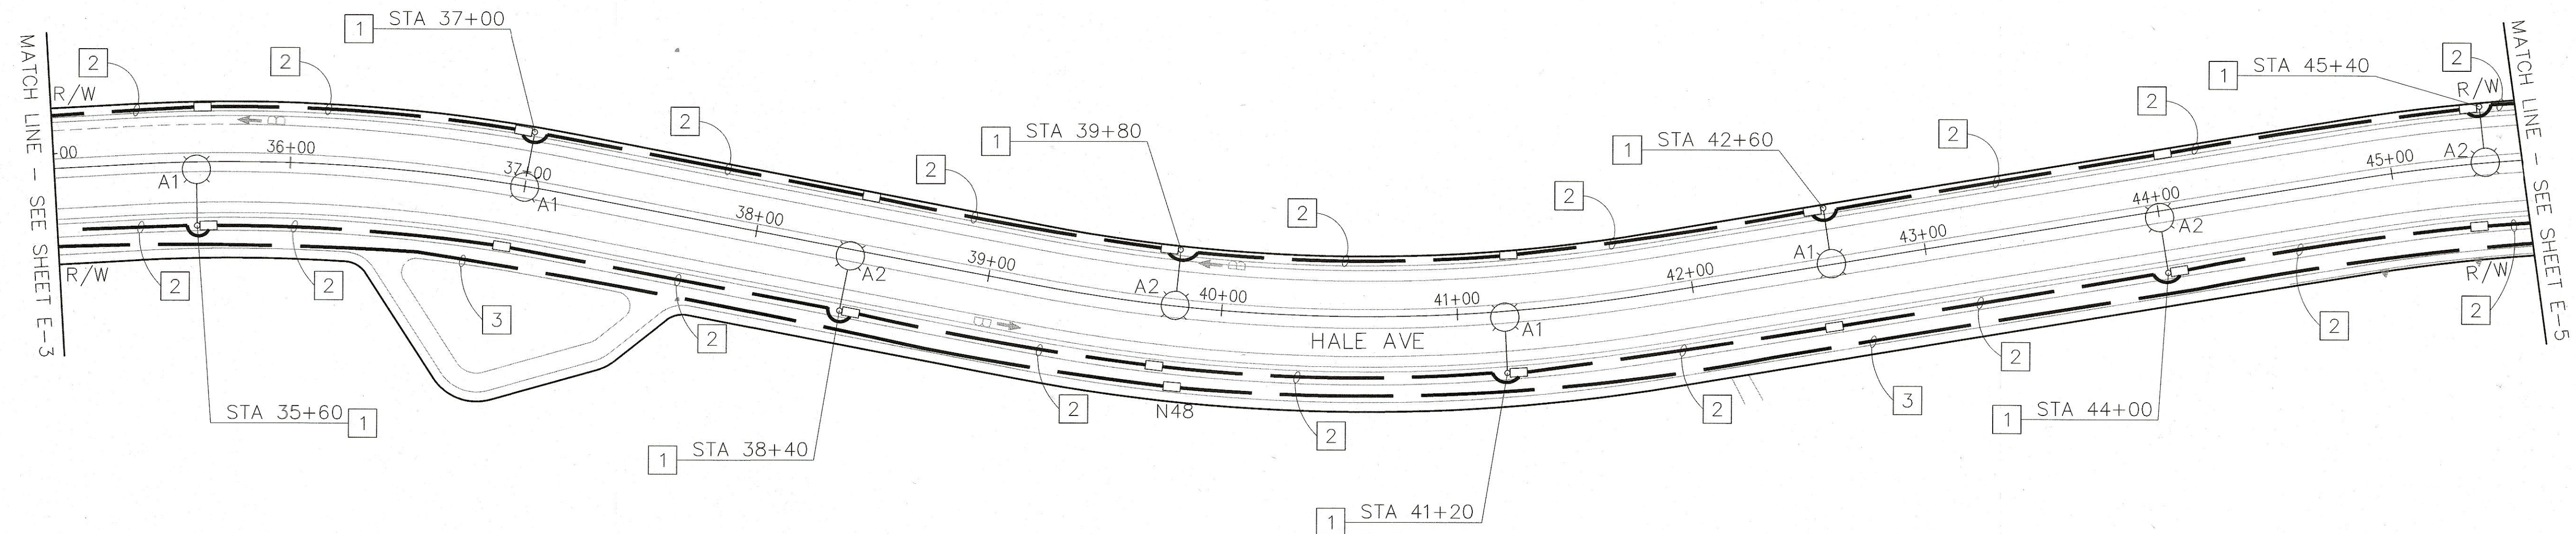 MATCH LINE - SEE SHEET E-3
2
R/W
2
1
STA 37+00
2
2
1
STA 39+80
2
2
1
STA 42+60
2
2
1
STA 45+40
2
R/W
MATCH LINE - SEE SHEET E-5
B
-00
A1
36+00
37+00
A1
38+00
A2
39+00
A2
40+00
B
41+00
A1
42+00
A1
43+00
44+00
A2
45+00
A2
B
HALE AVE
R/W
2
2
3
2
2
N48
2
2
3
2
2
R/W
2
STA 35+60
1
1
STA 38+40
1
STA 41+20
1
STA 44+00